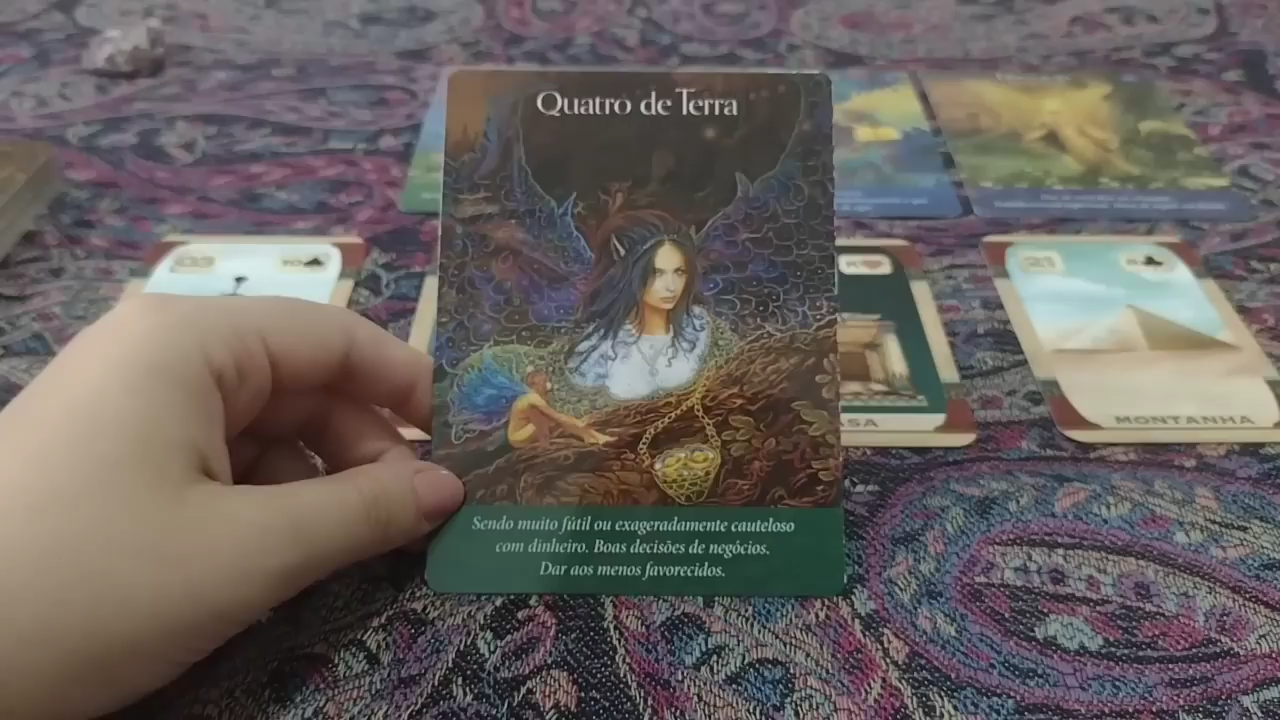 Quatro de Terra
21
MONTANHA
Sendo muito fútil ou exageradamente cauteloso
com dinheiro. Boas decisões de negócios.
Dar aos menos favorecidos.